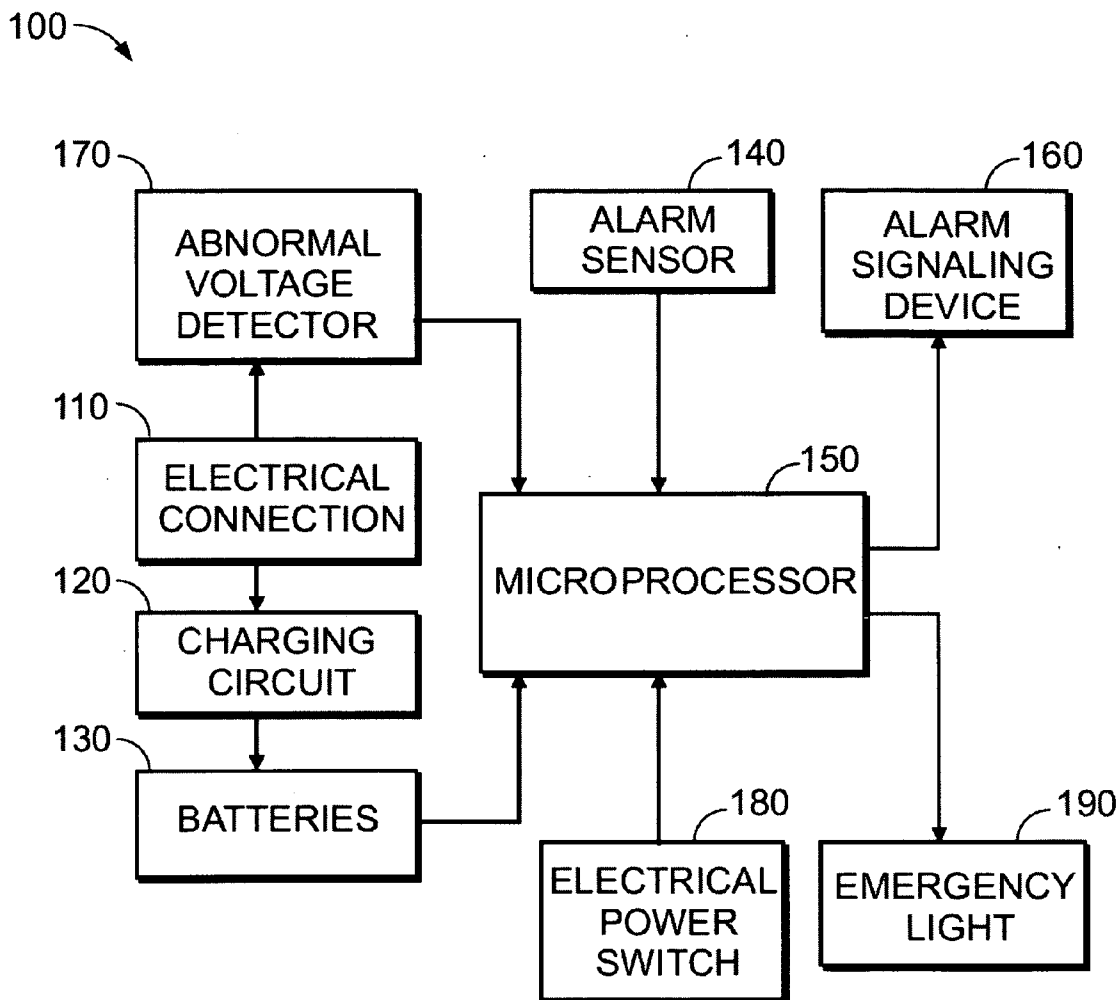 100
170
ABNORMAL
VOLTAGE
DETECTOR
140
ALARM
SENSOR
160
ALARM
SIGNALING
DEVICE
110
ELECTRICAL
CONNECTION
150
MICROPROCESSOR
120
CHARGING
CIRCUIT
130
BATTERIES
180
ELECTRICAL
POWER
SWITCH
190
EMERGENCY
LIGHT